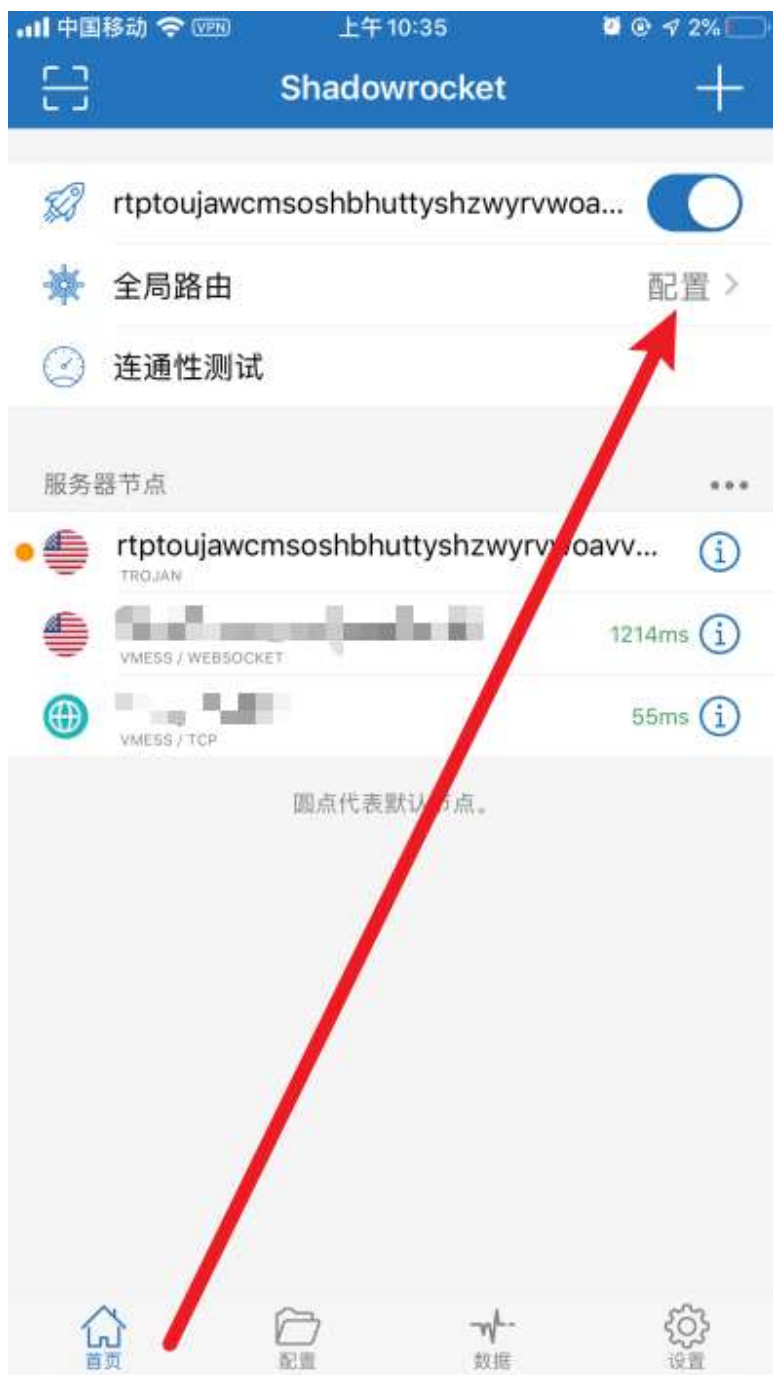 中国移动 VPN 上午10:35 2%
Shadowrocket
rtptoujawcmsoshbhuttyshzwyrvwoa...
全局路由 配置
连通性测试
服务器节点
rtptoujawcmsoshbhuttyshzwyrvwoavv...
TROJAN
1214ms
VMESS / WEBSOCKET
55ms
VMESS / TCP
圆点代表默认节点。
首页 配置 数据 设置